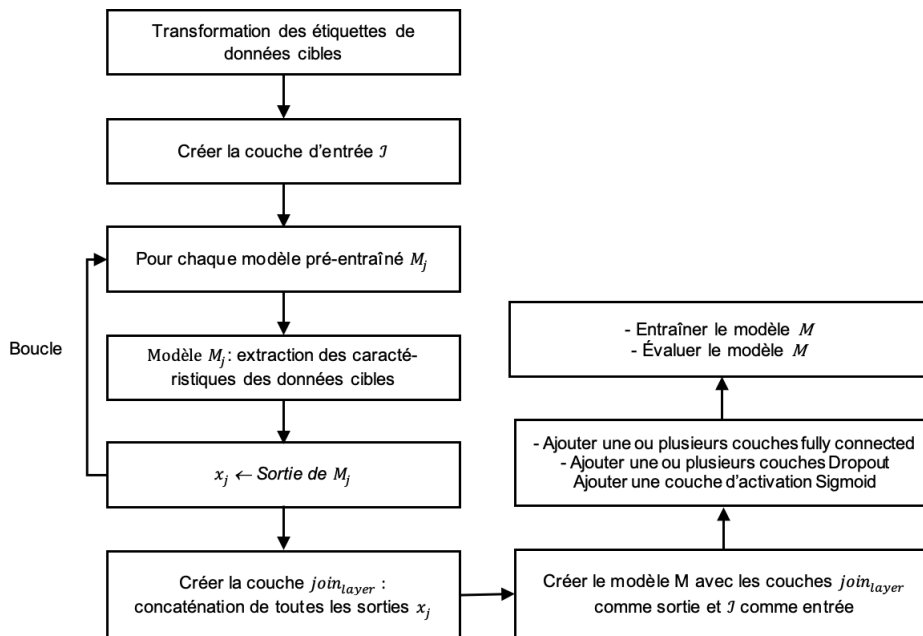 Transformation des étiquettes de
données cibles
Créer la couche d'entrée ℐ
Pour chaque modèle pré-entraîné M_j
Boucle
Modèle M_j: extraction des caracté-
ristiques des données cibles
x_j ← Sortie de M_j
Créer la couche join_layer :
concaténation de toutes les sorties x_j
Créer le modèle M avec les couches join_layer
comme sortie et ℐ comme entrée
- Ajouter une ou plusieurs couches fully connected
- Ajouter une ou plusieurs couches Dropout
Ajouter une couche d'activation Sigmoid
- Entraîner le modèle M
- Évaluer le modèle M